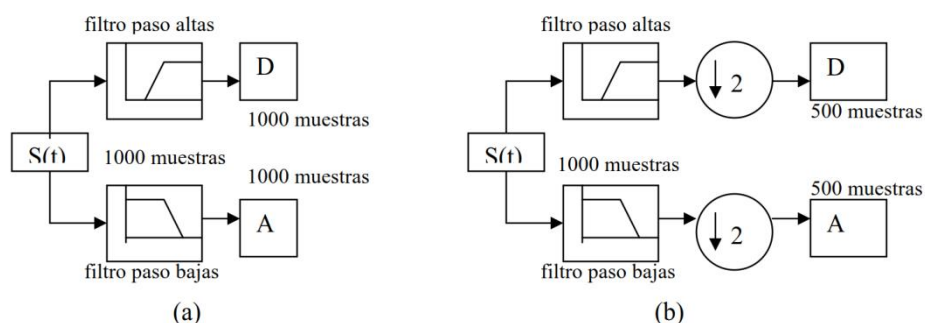 filtro paso altas
D
1000 muestras
S(t)
1000 muestras
1000 muestras
A
filtro paso bajas
(a)
filtro paso altas
2
D
500 muestras
S(t)
1000 muestras
500 muestras
2
A
filtro paso bajas
(b)